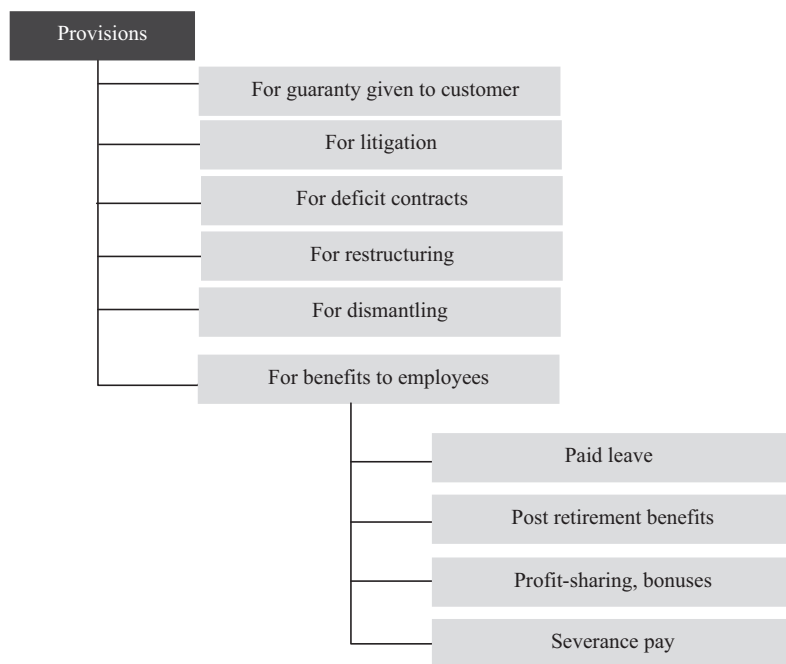 Provisions
For guaranty given to customer
For litigation
For deficit contracts
For restructuring
For dismantling
For benefits to employees
Paid leave
Post retirement benefits
Profit-sharing, bonuses
Severance pay